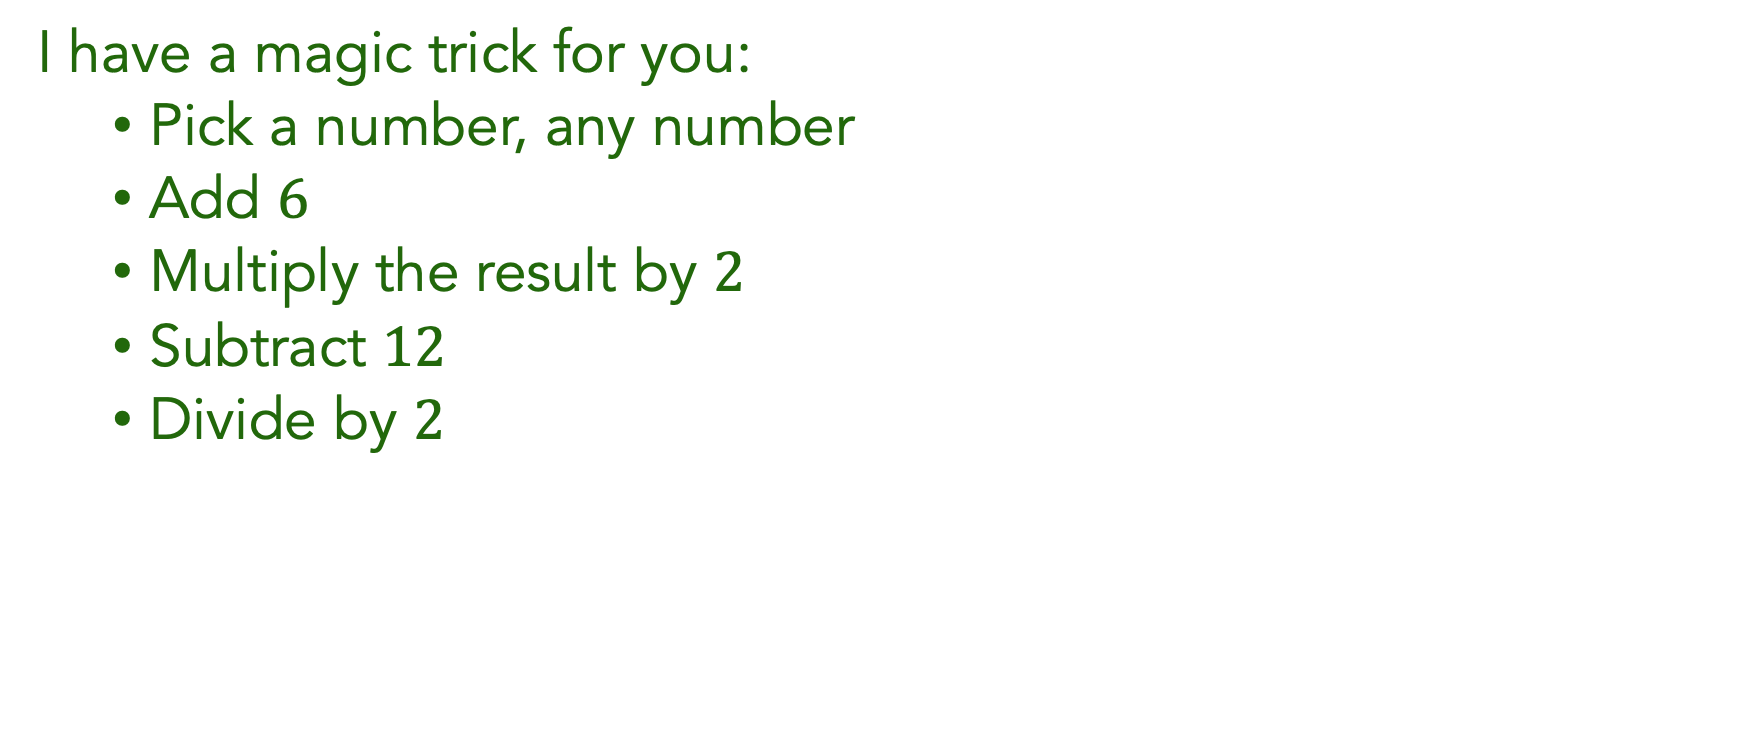 I have a magic trick for you:
• Pick a number, any number
• Add 6
• Multiply the result by 2
• Subtract 12
• Divide by 2